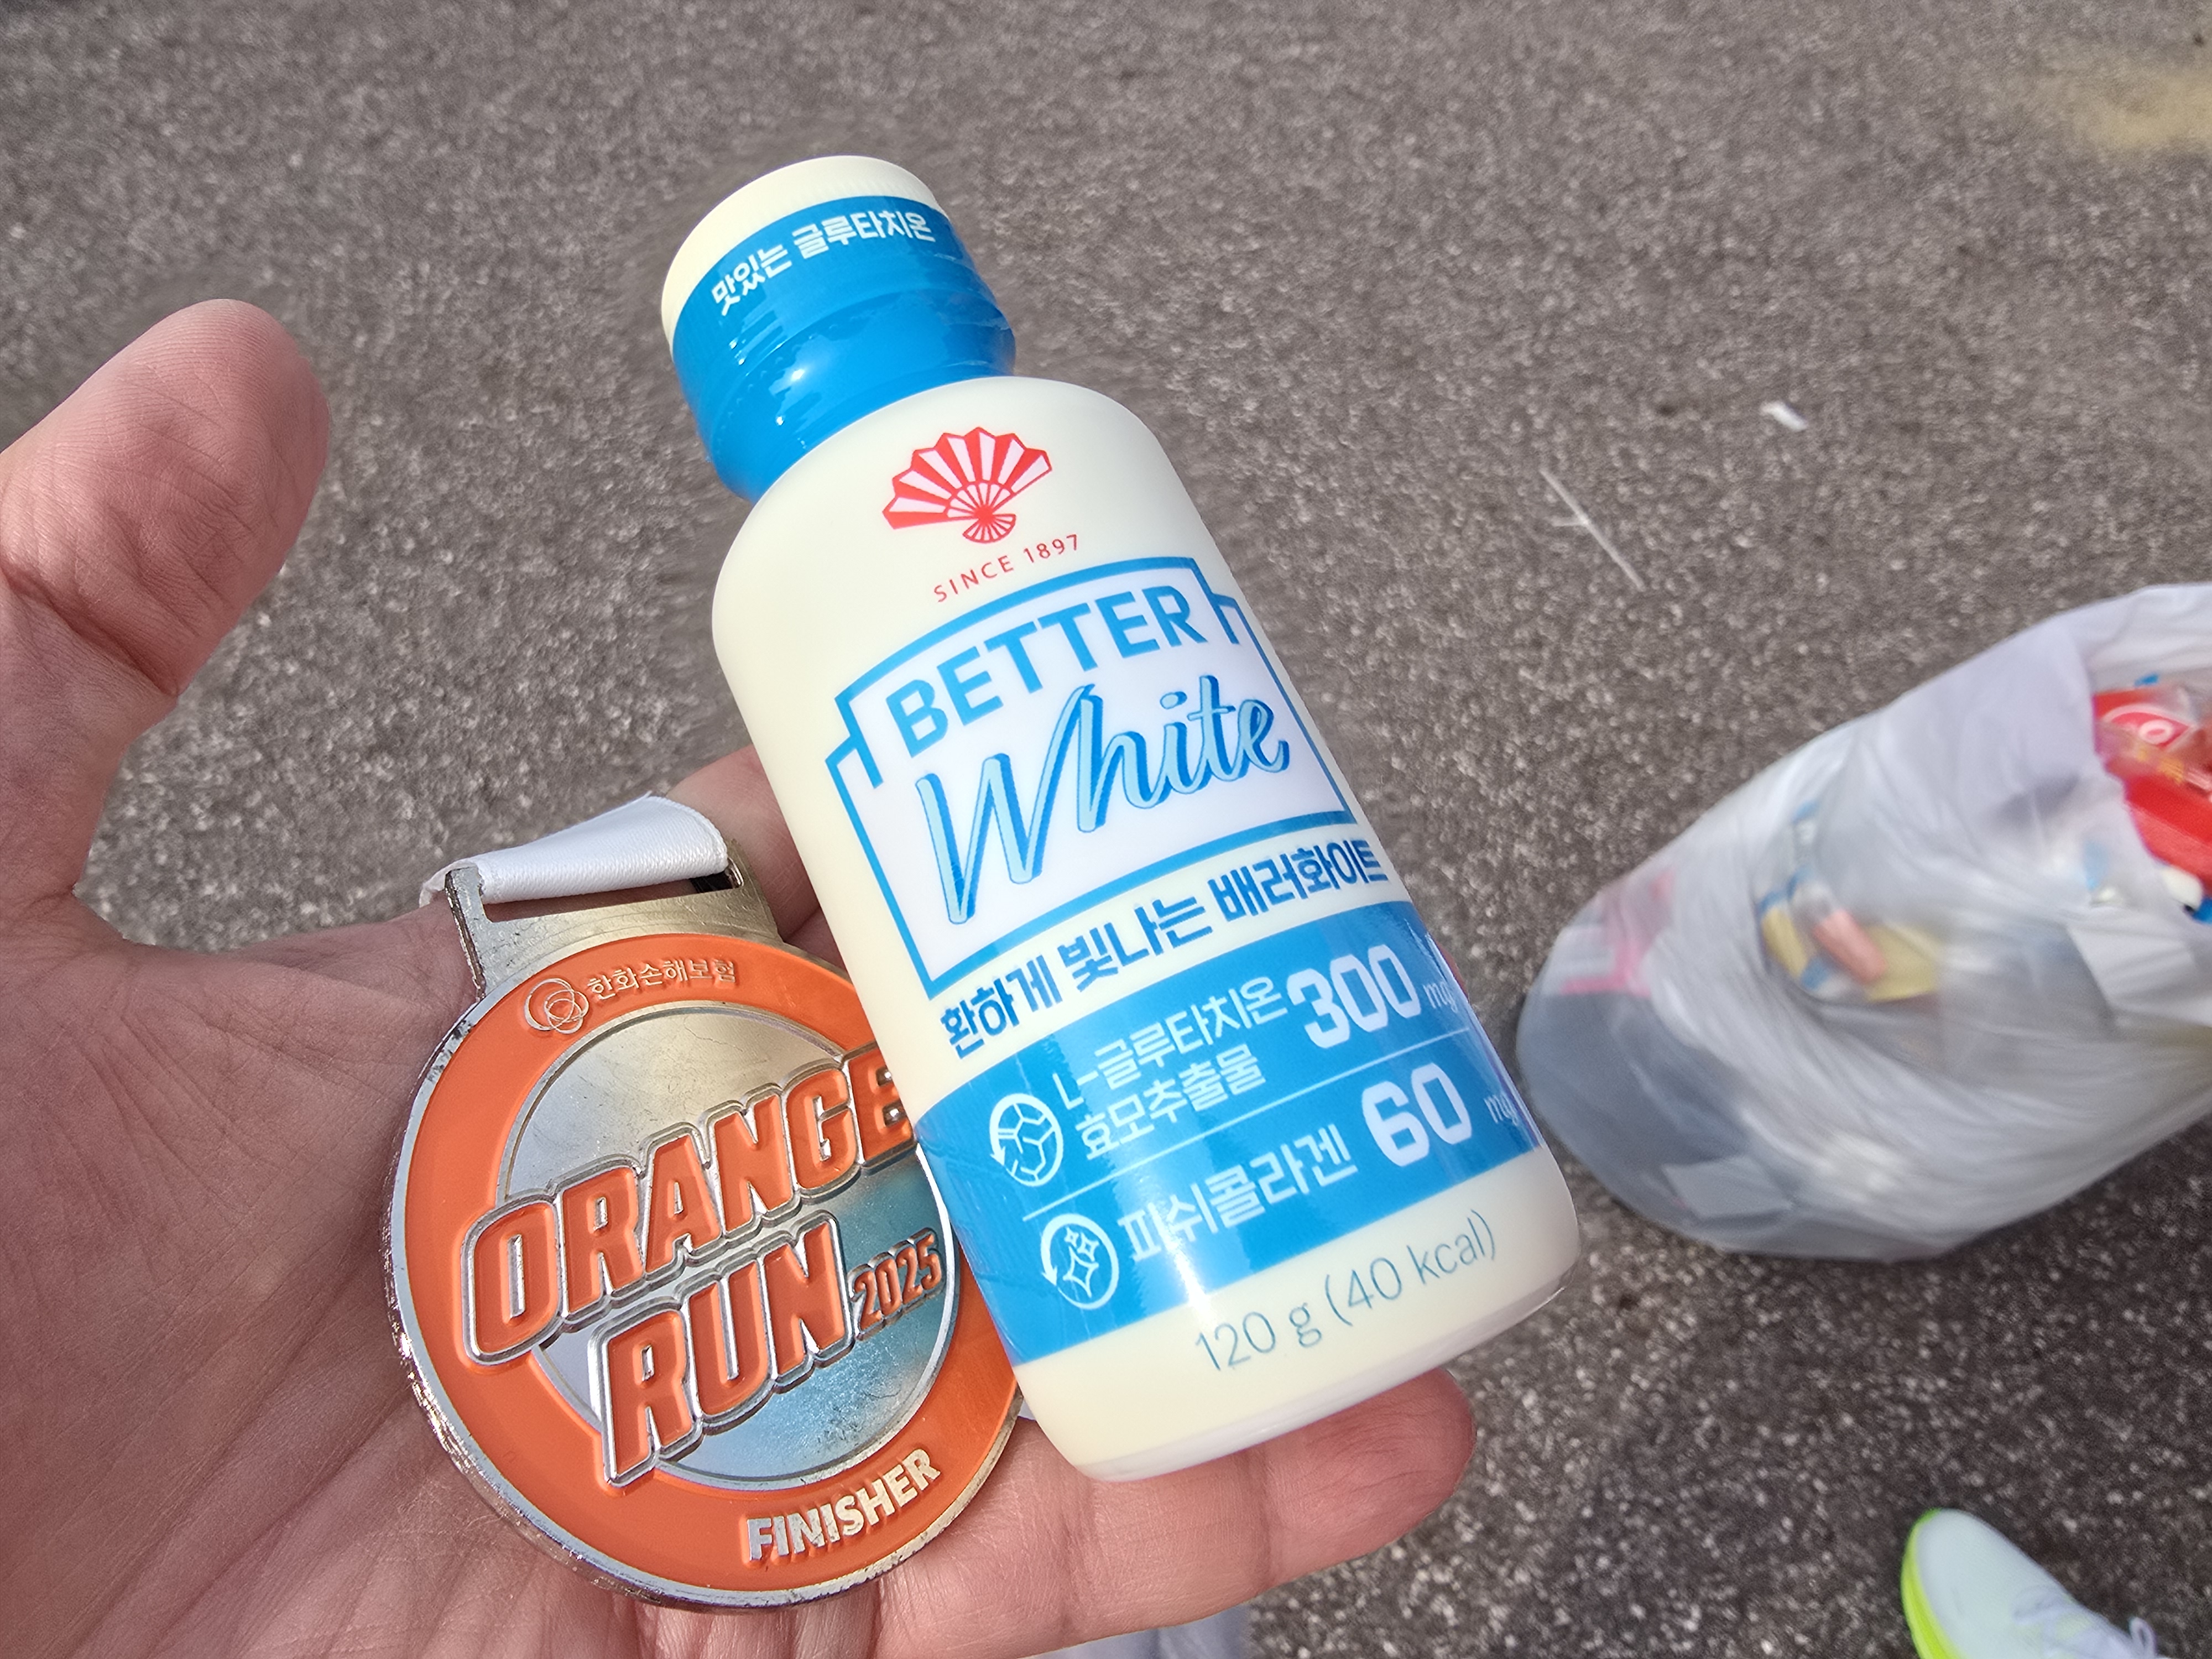 맛있는 글루타치온
SINCE 1897
BETTER
White
환하게 빛나는 배러화이트
L-글루타치온 300 mg
효모추출물
피쉬콜라겐 60 mg
120 g (40 kcal)
한화손해보험
ORANGE
RUN 2025
FINISHER